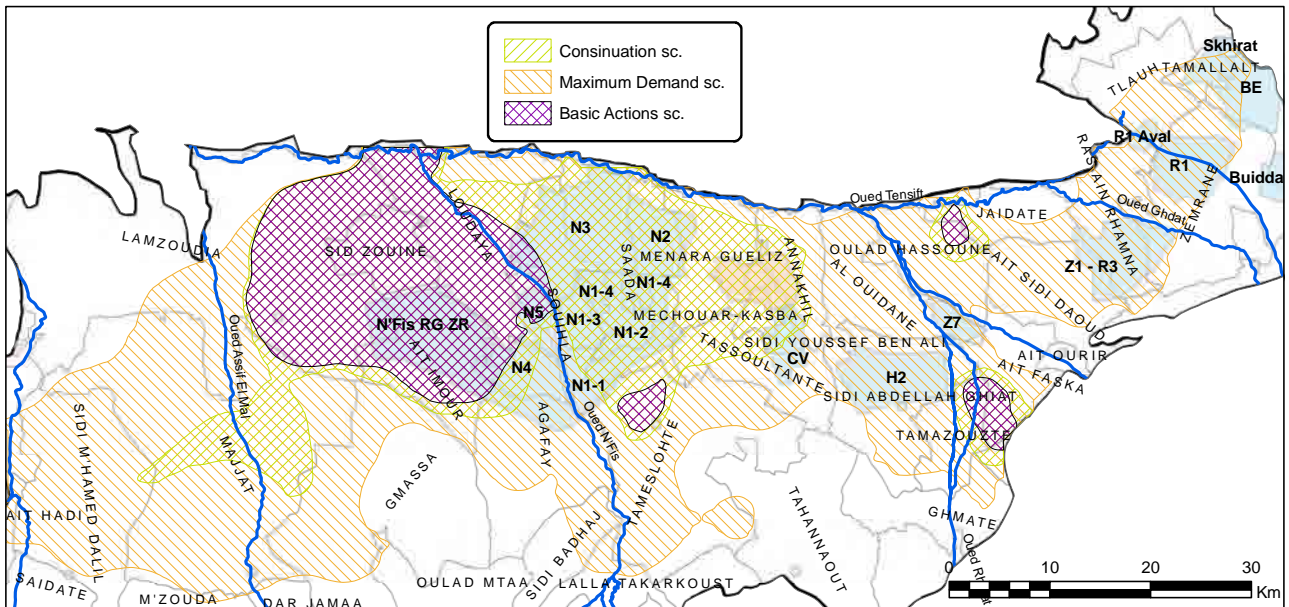 Consinuation sc.
Maximum Demand sc.
Basic Actions sc.
Skhirat
TLAUH
TAMALLALT
BE
R1 Aval
R1
Buidda
RAS AIN RHAMNA
ZEMRANE
Oued Tensift
Oued Ghdat
JAIDATE
LAMZOUDIA
SID ZOUINE
LOUDAYA
N3
N2
SAADA
MENARA GUELIZ
ANNAKHIL
OULAD HASSOUNE
AIT SIDI DAOUD
Z1 - R3
AL OUIDANE
N1-4
N1-4
N5
SOUIHLA
N1-3
N1-2
MECHOUAR-KASBAT
N'Fis RG ZR
AIT IMOUR
Z7
SIDI YOUSSEF BEN ALI
TASSOULTANTE
CV
AIT OURIR
AIT FASKA
N4
N1-1
H2
SIDI ABDELLAH GHIAT
Oued Assif El Mal
AGAFAY
Oued N'Fis
TAMAZOUZTE
SIDI M'HAMED DALIL
MAJJAT
GMASSA
TAMESLOHTE
TAHANNAOUT
AIT HADI
SIDI BADHAJ
GHMATE
SAIDATE
M'ZOUDA
DAR JAMAA
OULAD MTAA
LALLA TAKARKOUST
0 10 20 30
Km